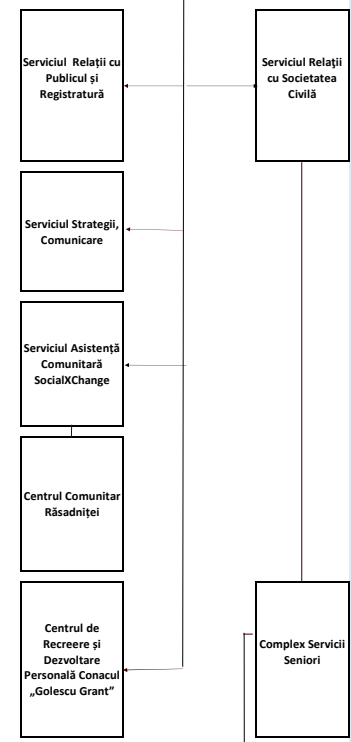 Serviciul Relații cu
Publicul și
Registratură
Serviciul Relaţii
cu Societatea
Civilă
Serviciul Strategii,
Comunicare
Serviciul Asistență
Comunitară
SocialXChange
Centrul Comunitar
Răsadniței
Centrul de
Recreere și
Dezvoltare
Personală Conacul
„Golescu Grant”
Complex Servicii
Seniori